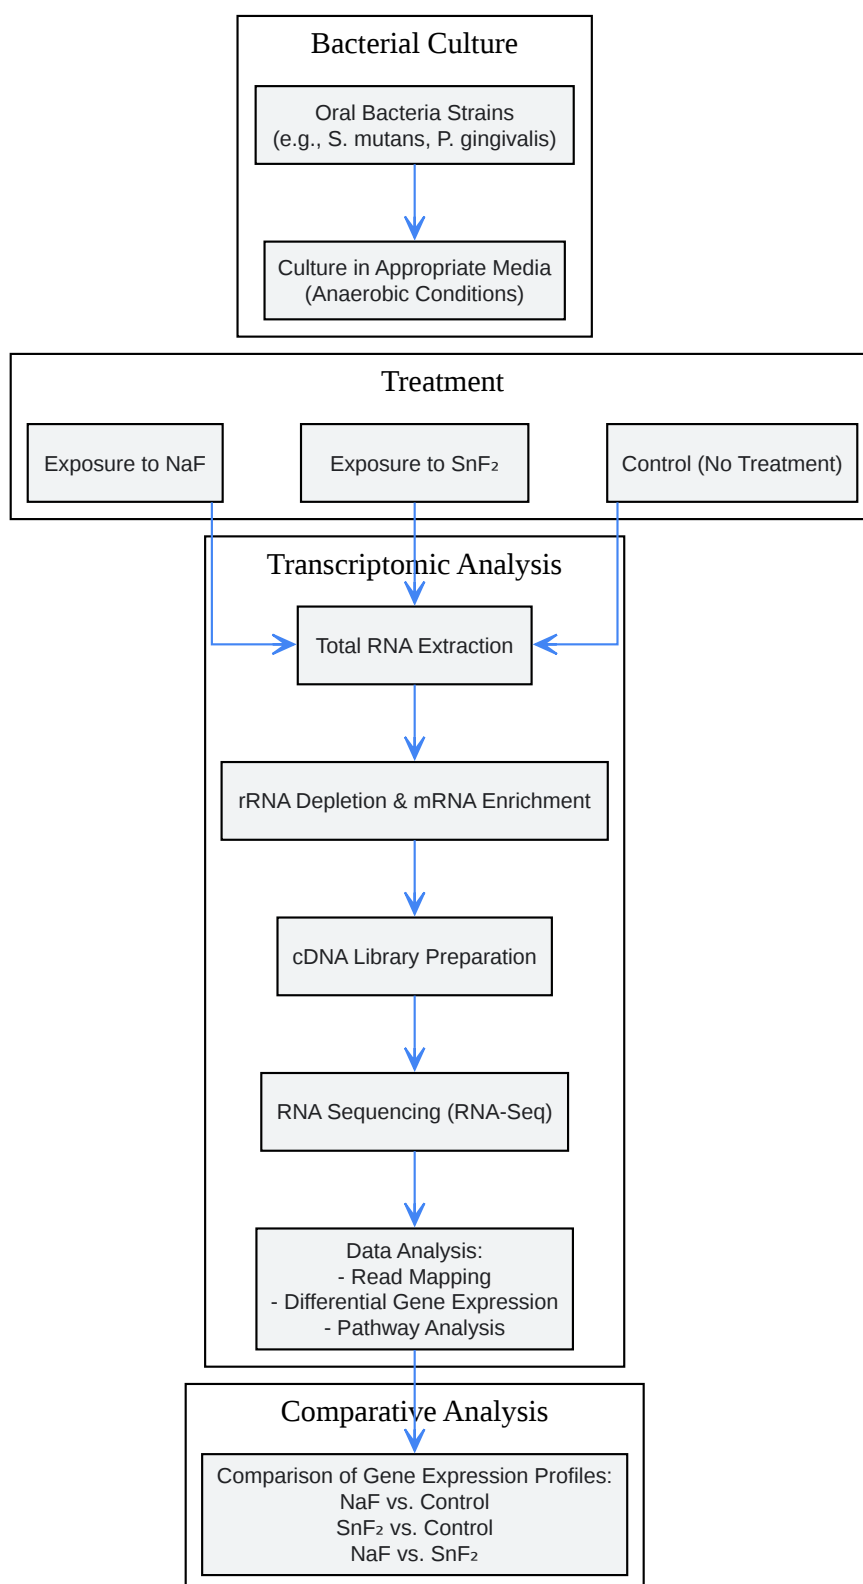 Bacterial Culture
Oral Bacteria Strains
(e.g., S. mutans, P. gingivalis)
Culture in Appropriate Media
(Anaerobic Conditions)
Treatment
Exposure to NaF
Exposure to SnF₂
Control (No Treatment)
Transcriptomic Analysis
Total RNA Extraction
rRNA Depletion & mRNA Enrichment
cDNA Library Preparation
RNA Sequencing (RNA-Seq)
Data Analysis:
- Read Mapping
- Differential Gene Expression
- Pathway Analysis
Comparative Analysis
Comparison of Gene Expression Profiles:
NaF vs. Control
SnF₂ vs. Control
NaF vs. SnF₂